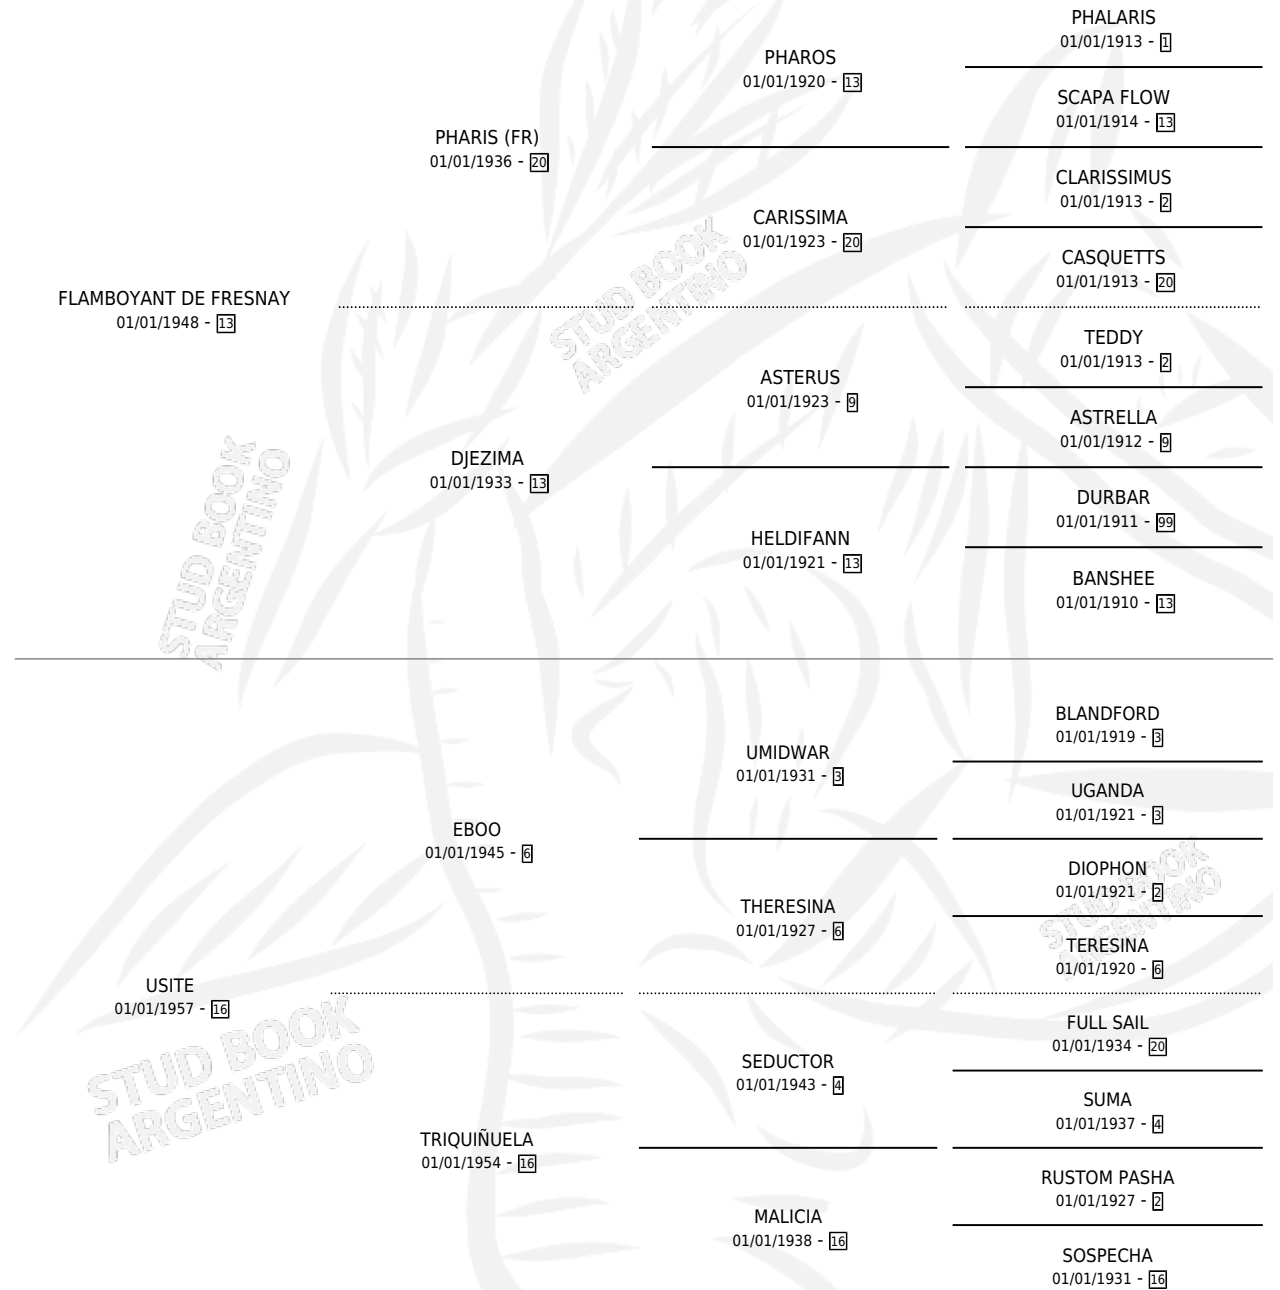 PHALARIS
01/01/1913 - 1
PHAROS
01/01/1920 - 13
SCAPA FLOW
01/01/1914 - 13
PHARIS (FR)
01/01/1936 - 20
CLARISSIMUS
01/01/1913 - 2
CARISSIMA
01/01/1923 - 20
CASQUETTS
01/01/1913 - 20
FLAMBOYANT DE FRESNAY
01/01/1948 - 13
TEDDY
01/01/1913 - 2
ASTERUS
01/01/1923 - 9
ASTRELLA
01/01/1912 - 9
DJEZIMA
01/01/1933 - 13
DURBAR
01/01/1911 - 99
HELDIFANN
01/01/1921 - 13
BANSHEE
01/01/1910 - 13
BLANDFORD
01/01/1919 - 3
UMIDWAR
01/01/1931 - 3
UGANDA
01/01/1921 - 3
EBOO
01/01/1945 - 6
DIOPHON
01/01/1921 - 2
THERESINA
01/01/1927 - 6
TERESINA
01/01/1920 - 6
USITE
01/01/1957 - 16
FULL SAIL
01/01/1934 - 20
SEDUCTOR
01/01/1943 - 4
SUMA
01/01/1937 - 4
TRIQUIÑUELA
01/01/1954 - 16
RUSTOM PASHA
01/01/1927 - 2
MALICIA
01/01/1938 - 16
SOSPECHA
01/01/1931 - 16
STUD BOOK
ARGENTINO
STUD BOOK
ARGENTINO
STUD BOOK
ARGENTINO
STUD BOOK
ARGENTINO